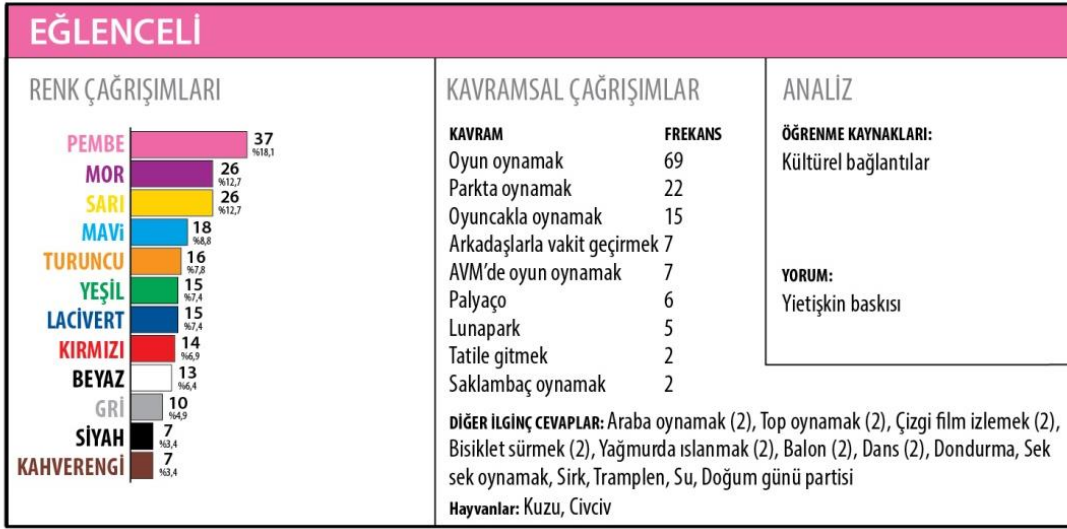 EĞLENCELİ
RENK ÇAĞRIŞIMLARI
PEMBE 37 %18,1
MOR 26 %12,7
SARI 26 %12,7
MAVi 18 %8,8
TURUNCU 16 %7,8
YEŞİL 15 %7,4
LACİVERT 15 %7,4
KIRMIZI 14 %6,9
BEYAZ 13 %6,4
GRİ 10 %4,9
SİYAH 7 %3,4
KAHVERENGİ 7 %3,4
KAVRAMSAL ÇAĞRIŞIMLAR
KAVRAM FREKANS
Oyun oynamak 69
Parkta oynamak 22
Oyuncakla oynamak 15
Arkadaşlarla vakit geçirmek 7
AVM'de oyun oynamak 7
Palyaço 6
Lunapark 5
Tatile gitmek 2
Saklambaç oynamak 2
DİĞER İLGİNÇ CEVAPLAR: Araba oynamak (2), Top oynamak (2), Çizgi film izlemek (2),
Bisiklet sürmek (2), Yağmurda ıslanmak (2), Balon (2), Dans (2), Dondurma, Sek
sek oynamak, Sirk, Tramplen, Su, Doğum günü partisi
Hayvanlar: Kuzu, Civciv
ANALİZ
ÖĞRENME KAYNAKLARI:
Kültürel bağlantılar
YORUM:
Yietişkin baskısı